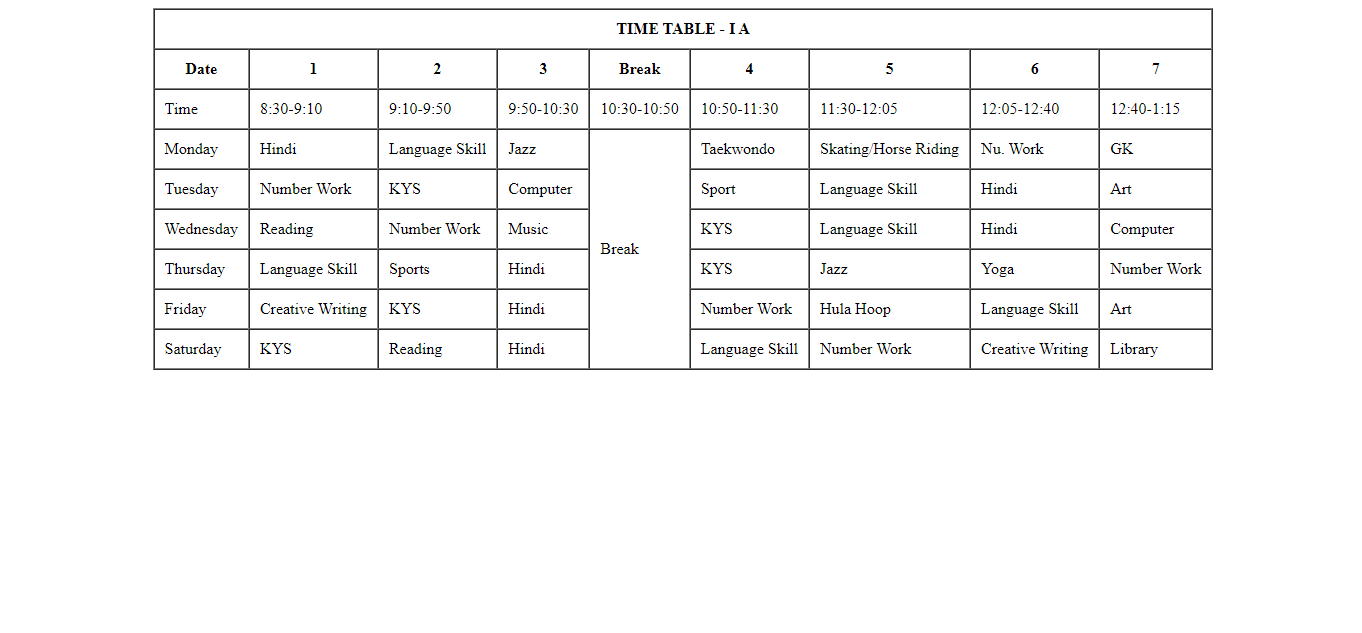 TIME TABLE - I A
Date 1 2 3 Break 4 5 6 7
Time 8:30-9:10 9:10-9:50 9:50-10:30 10:30-10:50 10:50-11:30 11:30-12:05 12:05-12:40 12:40-1:15
Monday Hindi Language Skill Jazz Taekwondo Skating/Horse Riding Nu. Work GK
Tuesday Number Work KYS Computer Sport Language Skill Hindi Art
Wednesday Reading Number Work Music KYS Language Skill Hindi Computer
Break
Thursday Language Skill Sports Hindi KYS Jazz Yoga Number Work
Friday Creative Writing KYS Hindi Number Work Hula Hoop Language Skill Art
Saturday KYS Reading Hindi Language Skill Number Work Creative Writing Library